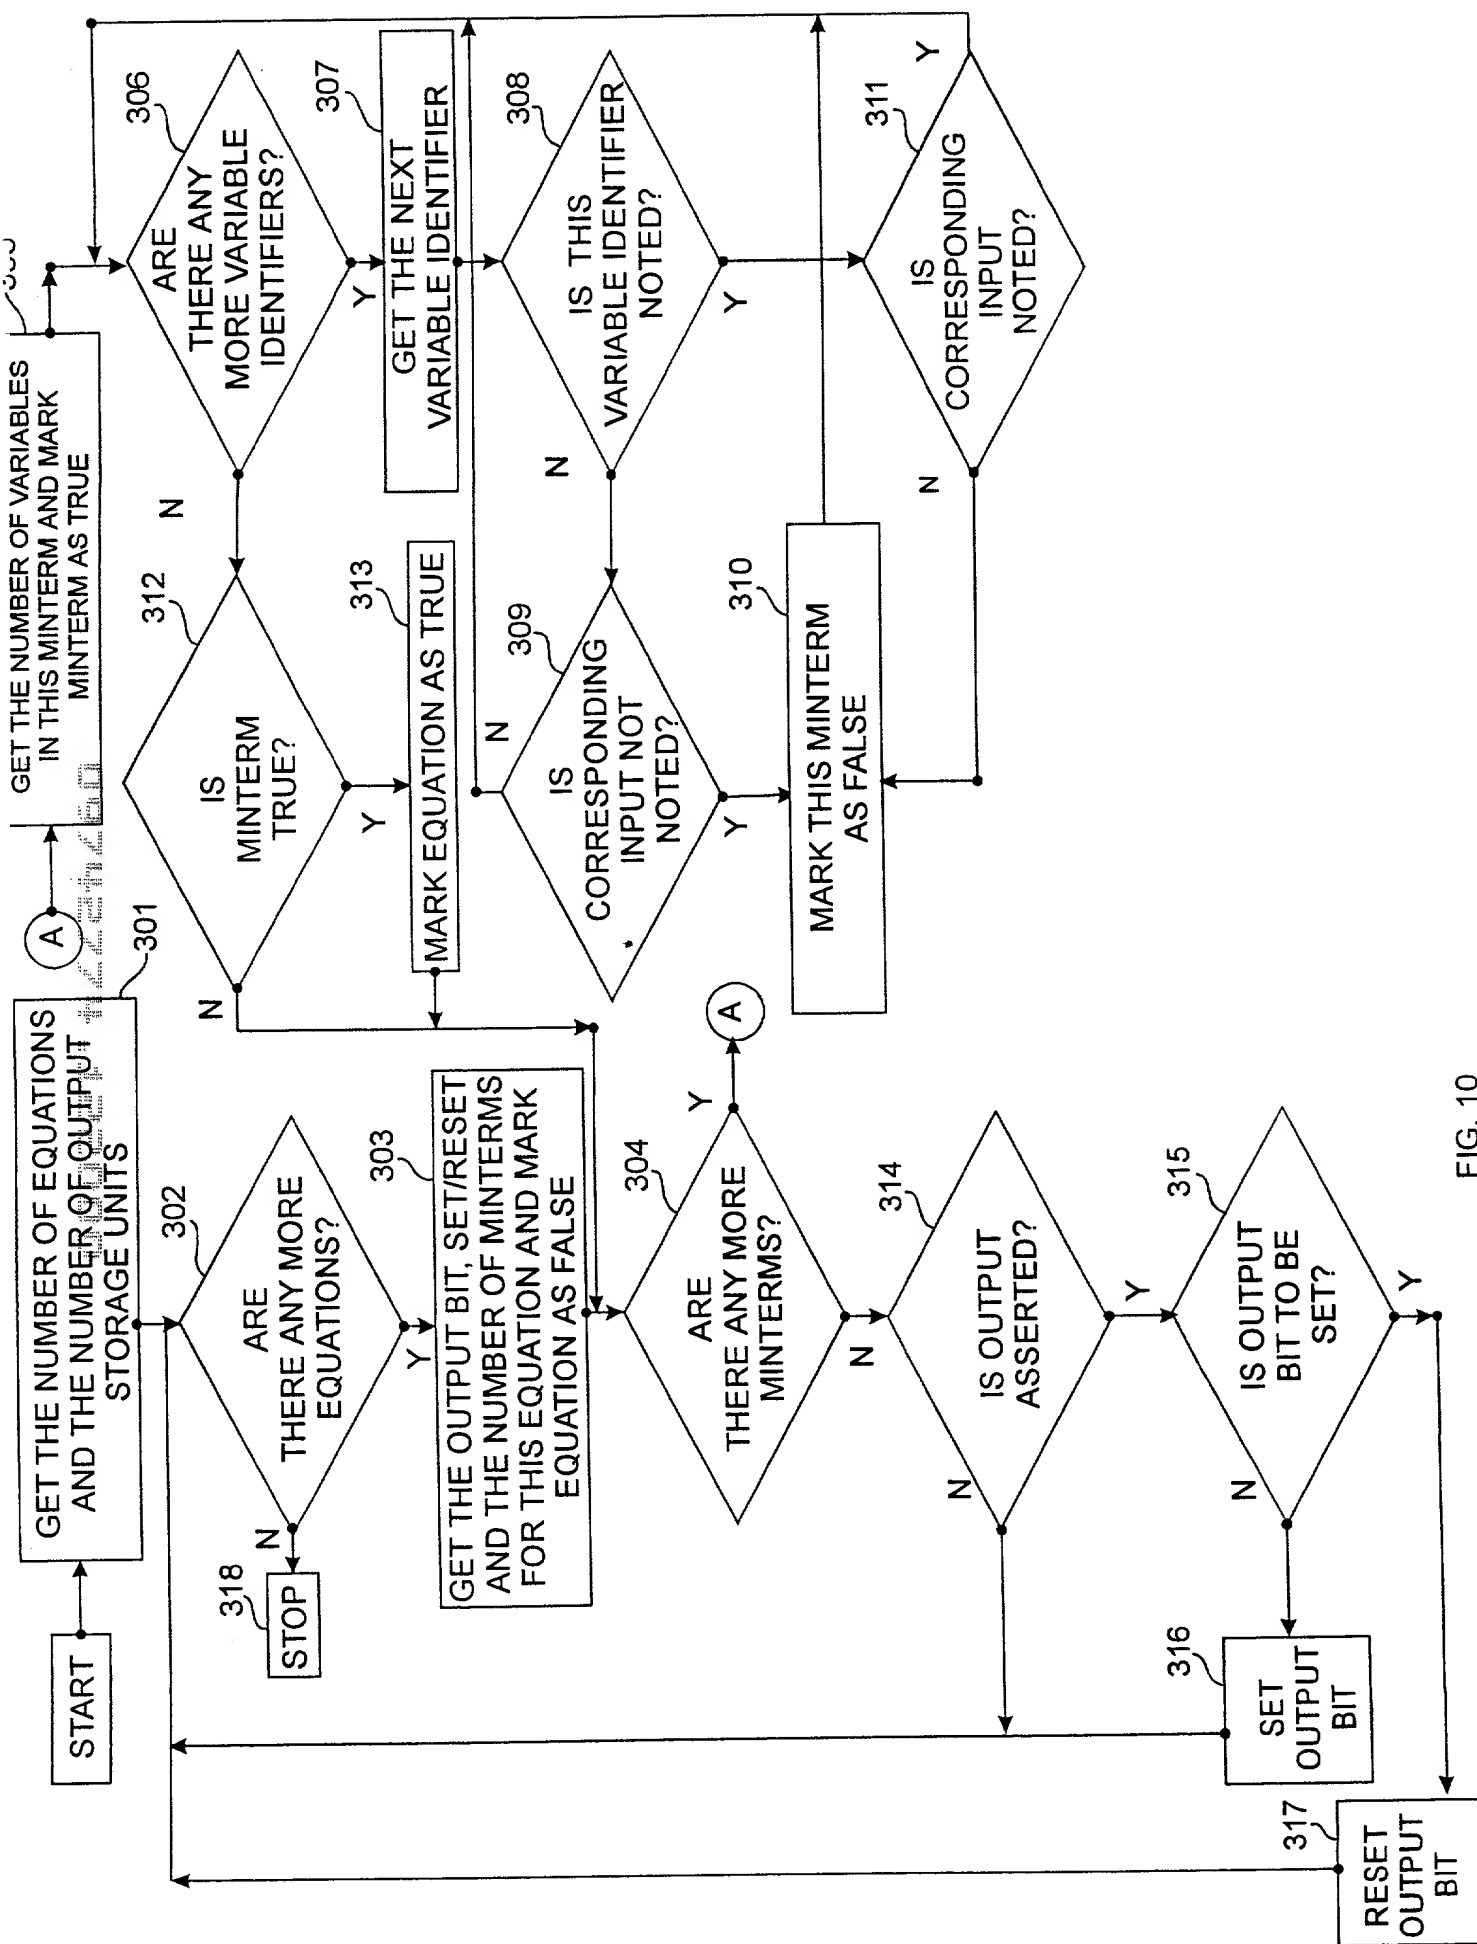 START
GET THE NUMBER OF EQUATIONS
AND THE NUMBER OF OUTPUT
STORAGE UNITS
301
302
ARE
THERE ANY MORE
EQUATIONS?
N
Y
318
STOP
303
GET THE OUTPUT BIT, SET/RESET
AND THE NUMBER OF MINTERMS
FOR THIS EQUATION AND MARK
EQUATION AS FALSE
304
ARE
THERE ANY MORE
MINTERMS?
Y
A
N
314
IS OUTPUT
ASSERTED?
N
Y
315
IS OUTPUT
BIT TO BE
SET?
N
Y
316
SET
OUTPUT
BIT
317
RESET
OUTPUT
BIT
A
GET THE NUMBER OF VARIABLES
IN THIS MINTERM AND MARK
MINTERM AS TRUE
306
ARE
THERE ANY
MORE VARIABLE
IDENTIFIERS?
N
Y
312
IS
MINTERM
TRUE?
N
Y
313
MARK EQUATION AS TRUE
307
GET THE NEXT
VARIABLE IDENTIFIER
308
IS THIS
VARIABLE IDENTIFIER
NOTED?
N
Y
309
IS
CORRESPONDING
INPUT NOT
NOTED?
N
Y
310
MARK THIS MINTERM
AS FALSE
311
IS
CORRESPONDING
INPUT
NOTED?
N
Y
FIG. 10